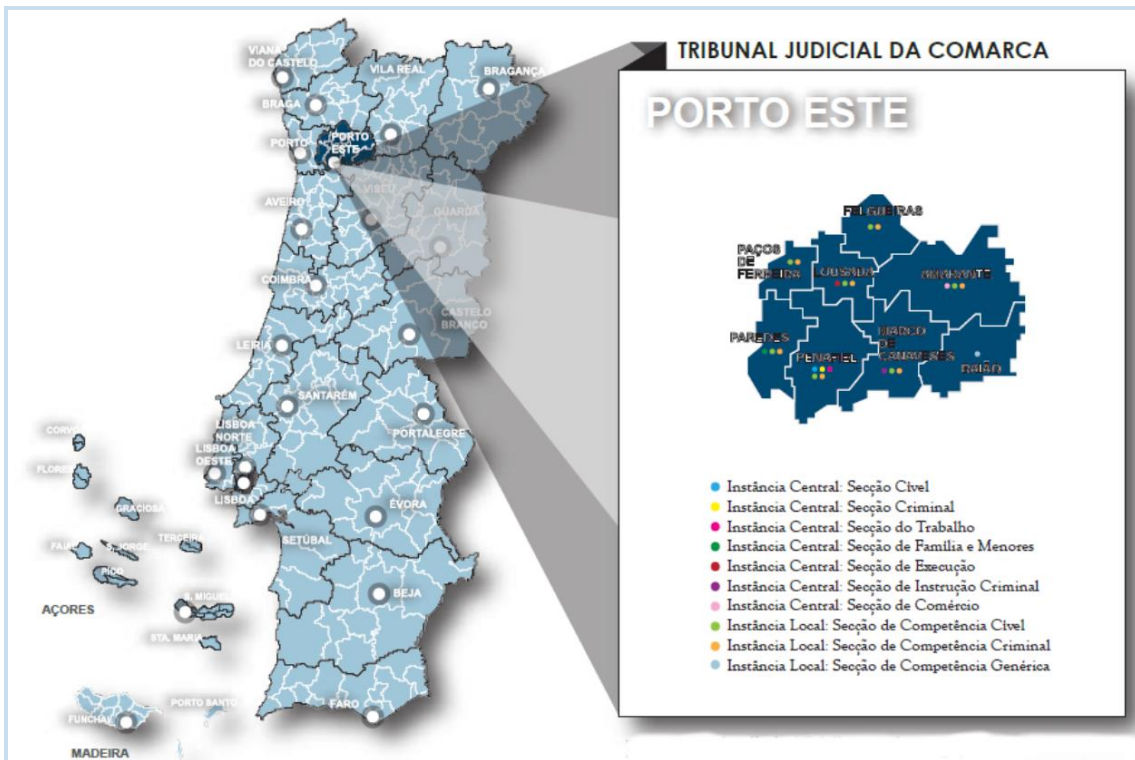 VIANA
DO CASTELO
VILA REAL
BRAGANÇA
BRAGA
PORTO
PORTO
ESTE
VISEU
AVEIRO
GUARDA
COIMBRA
CASTELO
BRANCO
LEIRIA
SANTARÉM
LISBOA
NORTE
PORTALEGRE
LISBOA
OESTE
LISBOA
ÉVORA
SETÚBAL
BEJA
FARO
CORVO
FLORES
GRACIOSA
TERCEIRA
FAIAL
S. JORGE
PICO
S. MIGUEL
AÇORES
STA. MARIA
PORTO SANTO
FUNCHAL
MADEIRA
TRIBUNAL JUDICIAL DA COMARCA
PORTO ESTE
FELGUEIRAS
PAÇOS
DE
FERREIRA
LOUSADA
AMARANTE
PAREDES
PENAFIEL
MARCO
DE
CANAVESES
BAIÃO
Instância Central: Secção Cível
Instância Central: Secção Criminal
Instância Central: Secção do Trabalho
Instância Central: Secção de Família e Menores
Instância Central: Secção de Execução
Instância Central: Secção de Instrução Criminal
Instância Central: Secção de Comércio
Instância Local: Secção de Competência Cível
Instância Local: Secção de Competência Criminal
Instância Local: Secção de Competência Genérica